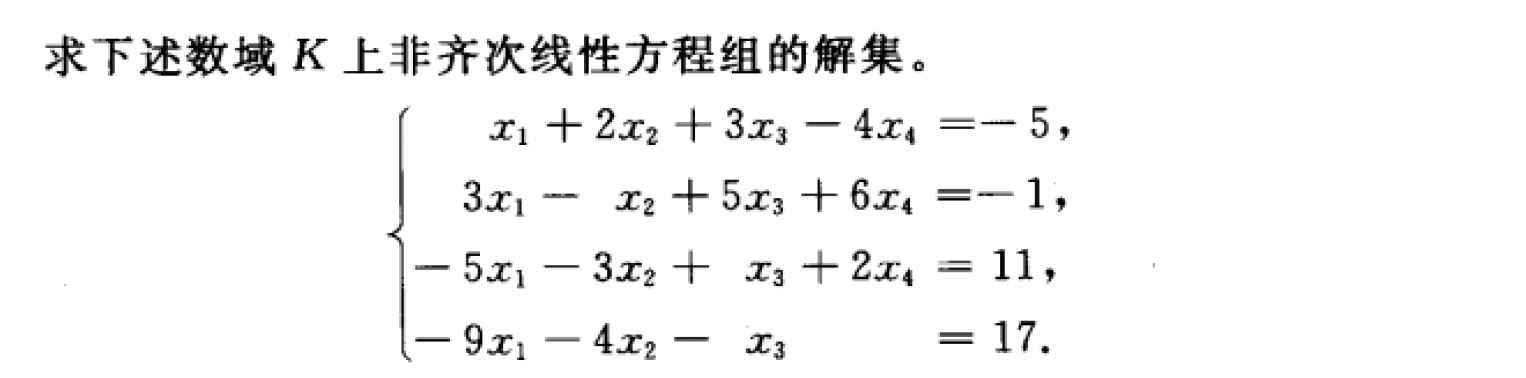 求下述数域 K 上非齐次线性方程组的解集。
x₁ + 2x₂ + 3x₃ − 4x₄ = − 5,
3x₁ − x₂ + 5x₃ + 6x₄ = − 1,
− 5x₁ − 3x₂ + x₃ + 2x₄ = 11,
− 9x₁ − 4x₂ − x₃ = 17.